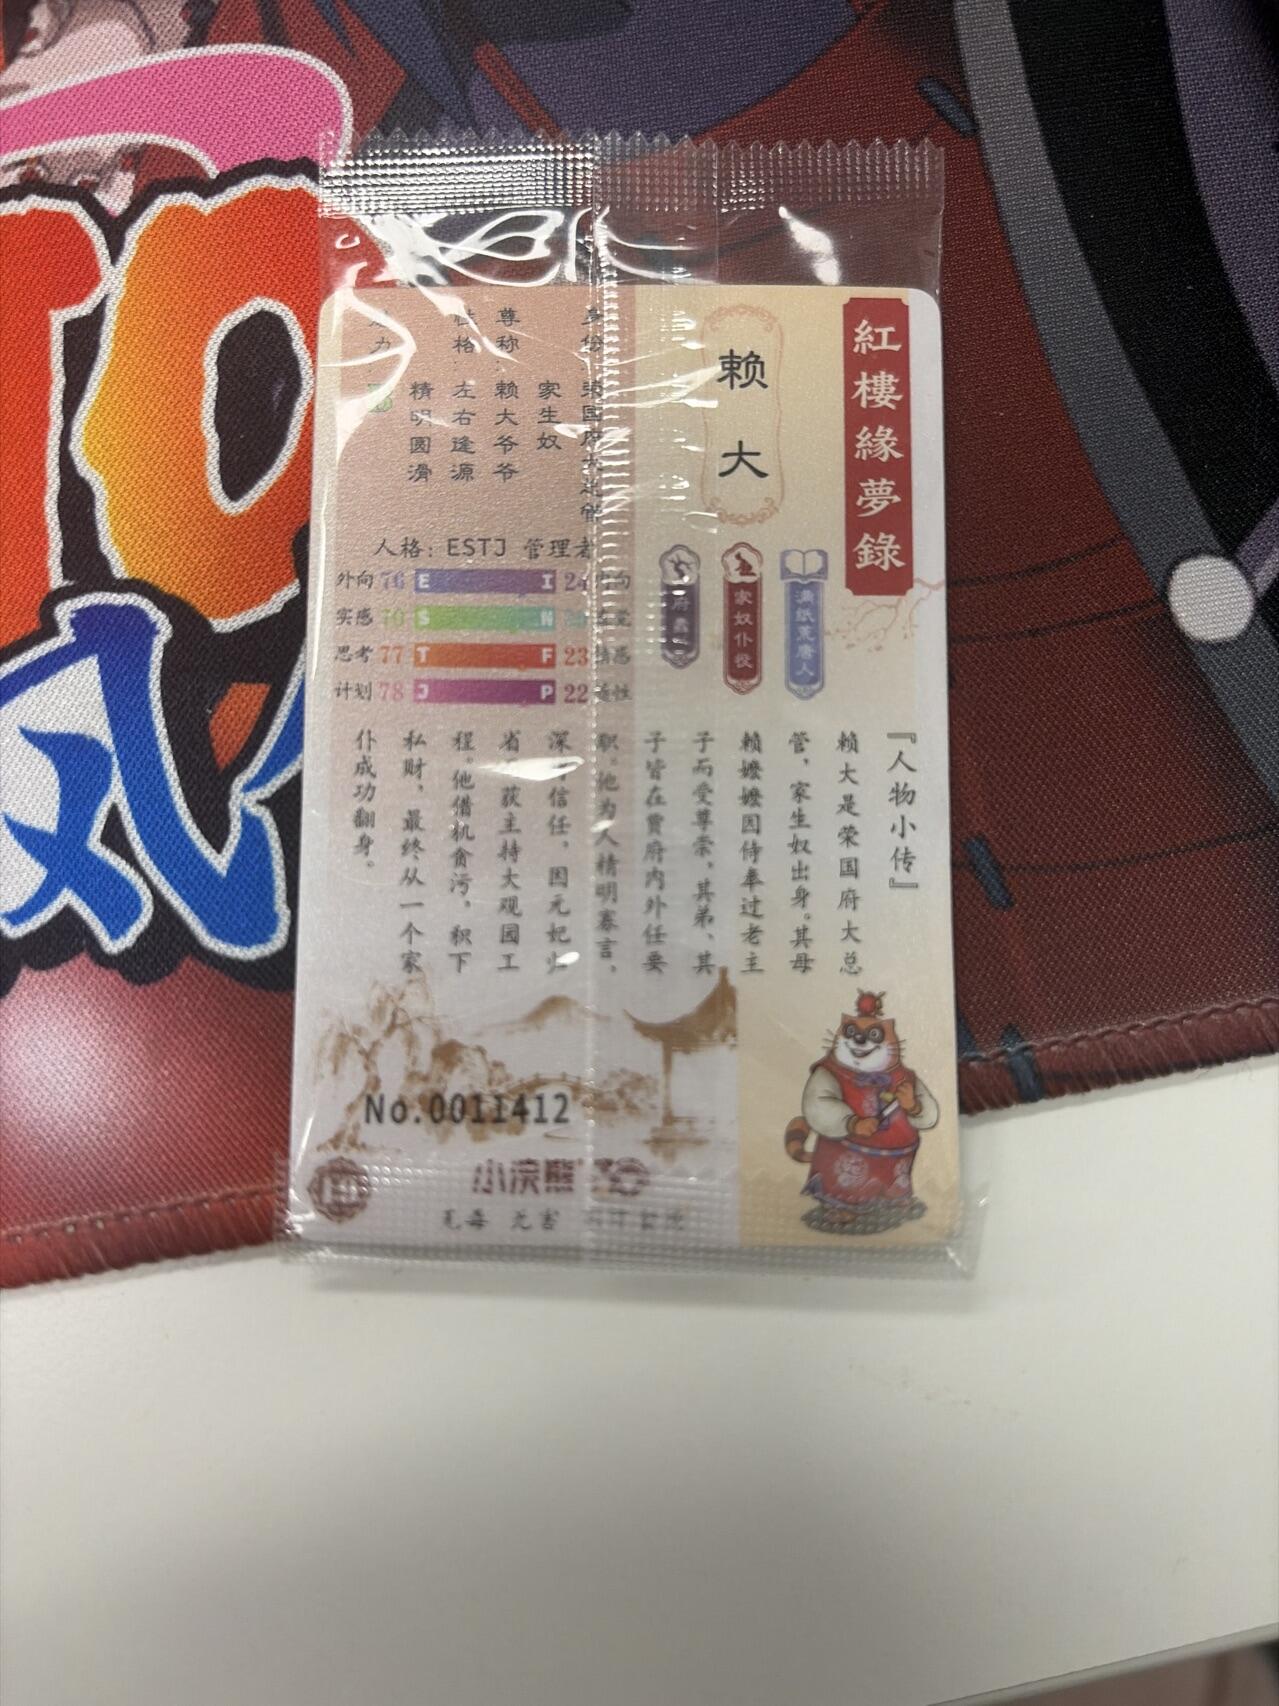 紅樓緣夢錄
赖大
满纸荒唐人
家奴仆役
家生奴
尊称：赖大爷爷
性格：左右逢源
精明圆滑
人格：ESTJ 管理者
外向 76 E I 24
实感 70 S N
思考 77 T F 23 情感
计划 78 J P 22
『人物小传』
赖大是荣国府大总
管，家生奴出身。其母
赖嬷嬷因侍奉过老主
子而受尊崇，其弟、其
子皆在贾府内外任要
职。他为人精明寡言，
深得信任，因元妃归
省而获主持大观园工
程。他借机贪污，积下
私财，最终从一个家
仆成功翻身。
No.0011412
小浣熊
无毒 无害